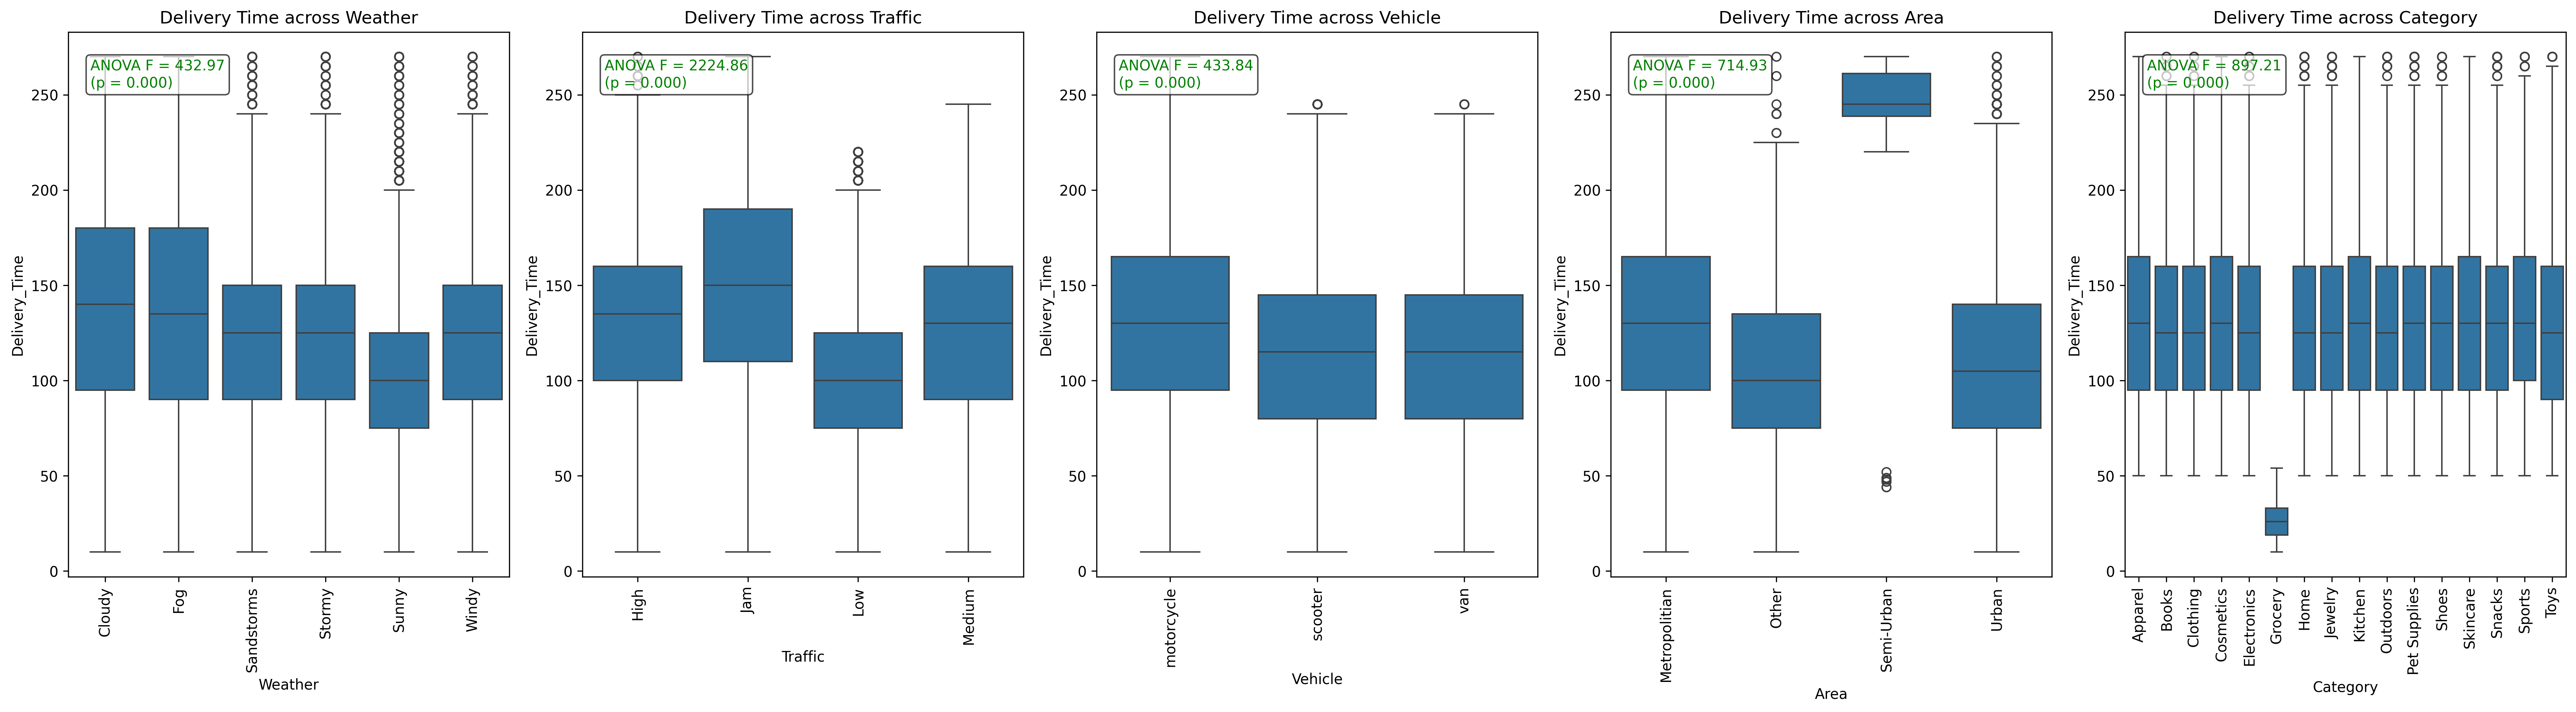 Delivery Time across Weather
ANOVA F = 432.97
(p = 0.000)
Delivery_Time
250
200
150
100
50
0
Cloudy
Fog
Sandstorms
Stormy
Sunny
Windy
Weather
Delivery Time across Traffic
ANOVA F = 2224.86
(p = 0.000)
Delivery_Time
250
200
150
100
50
0
High
Jam
Low
Medium
Traffic
Delivery Time across Vehicle
ANOVA F = 433.84
(p = 0.000)
Delivery_Time
250
200
150
100
50
0
motorcycle
scooter
van
Vehicle
Delivery Time across Area
ANOVA F = 714.93
(p = 0.000)
Delivery_Time
250
200
150
100
50
0
Metropolitian
Other
Semi-Urban
Urban
Area
Delivery Time across Category
ANOVA F = 897.21
(p = 0.000)
Delivery_Time
250
200
150
100
50
0
Apparel
Books
Clothing
Cosmetics
Electronics
Grocery
Home
Jewelry
Kitchen
Outdoors
Pet Supplies
Shoes
Skincare
Snacks
Sports
Toys
Category